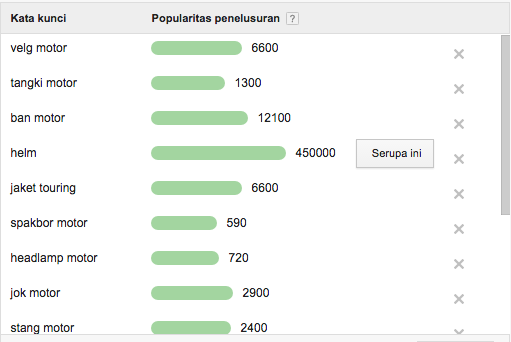 Kata kunci Popularitas penelusuran ?
velg motor 6600
tangki motor 1300
ban motor 12100
helm 450000 Serupa ini
jaket touring 6600
spakbor motor 590
headlamp motor 720
jok motor 2900
stang motor 2400